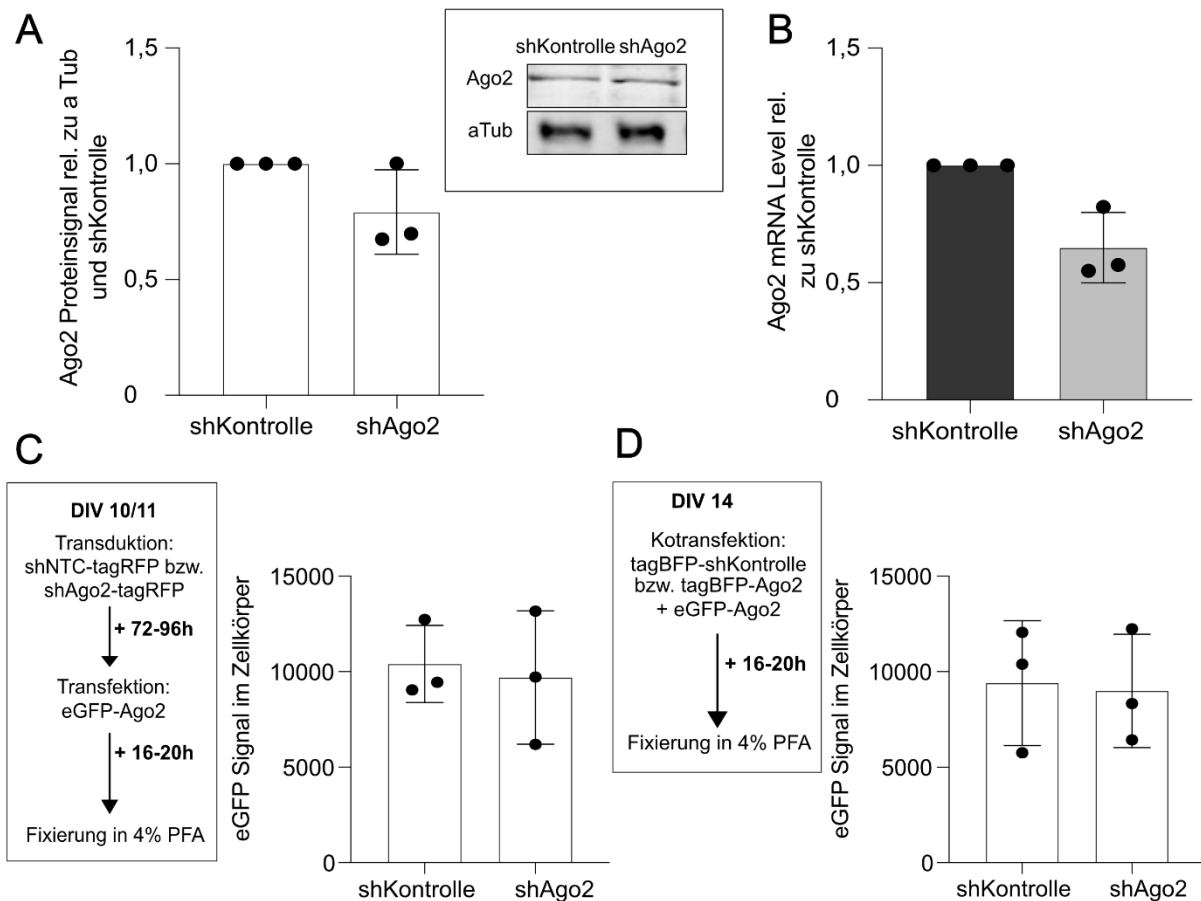 A
Ago2 Proteinsignal rel. zu a Tub
und shKontrolle
1,5
1,0
0,5
0
shKontrolle
shAgo2
shKontrolle shAgo2
Ago2
aTub
B
Ago2 mRNA Level rel.
zu shKontrolle
1,5
1,0
0,5
0
shKontrolle
shAgo2
C
DIV 10/11
Transduktion:
shNTC-tagRFP bzw.
shAgo2-tagRFP
+ 72-96h
Transfektion:
eGFP-Ago2
+ 16-20h
Fixierung in 4% PFA
eGFP Signal im Zellkörper
15000
10000
5000
0
shKontrolle
shAgo2
D
DIV 14
Kotransfektion:
tagBFP-shKontrolle
bzw. tagBFP-Ago2
+ eGFP-Ago2
+ 16-20h
Fixierung in 4% PFA
eGFP Signal im Zellkörper
15000
10000
5000
0
shKontrolle
shAgo2